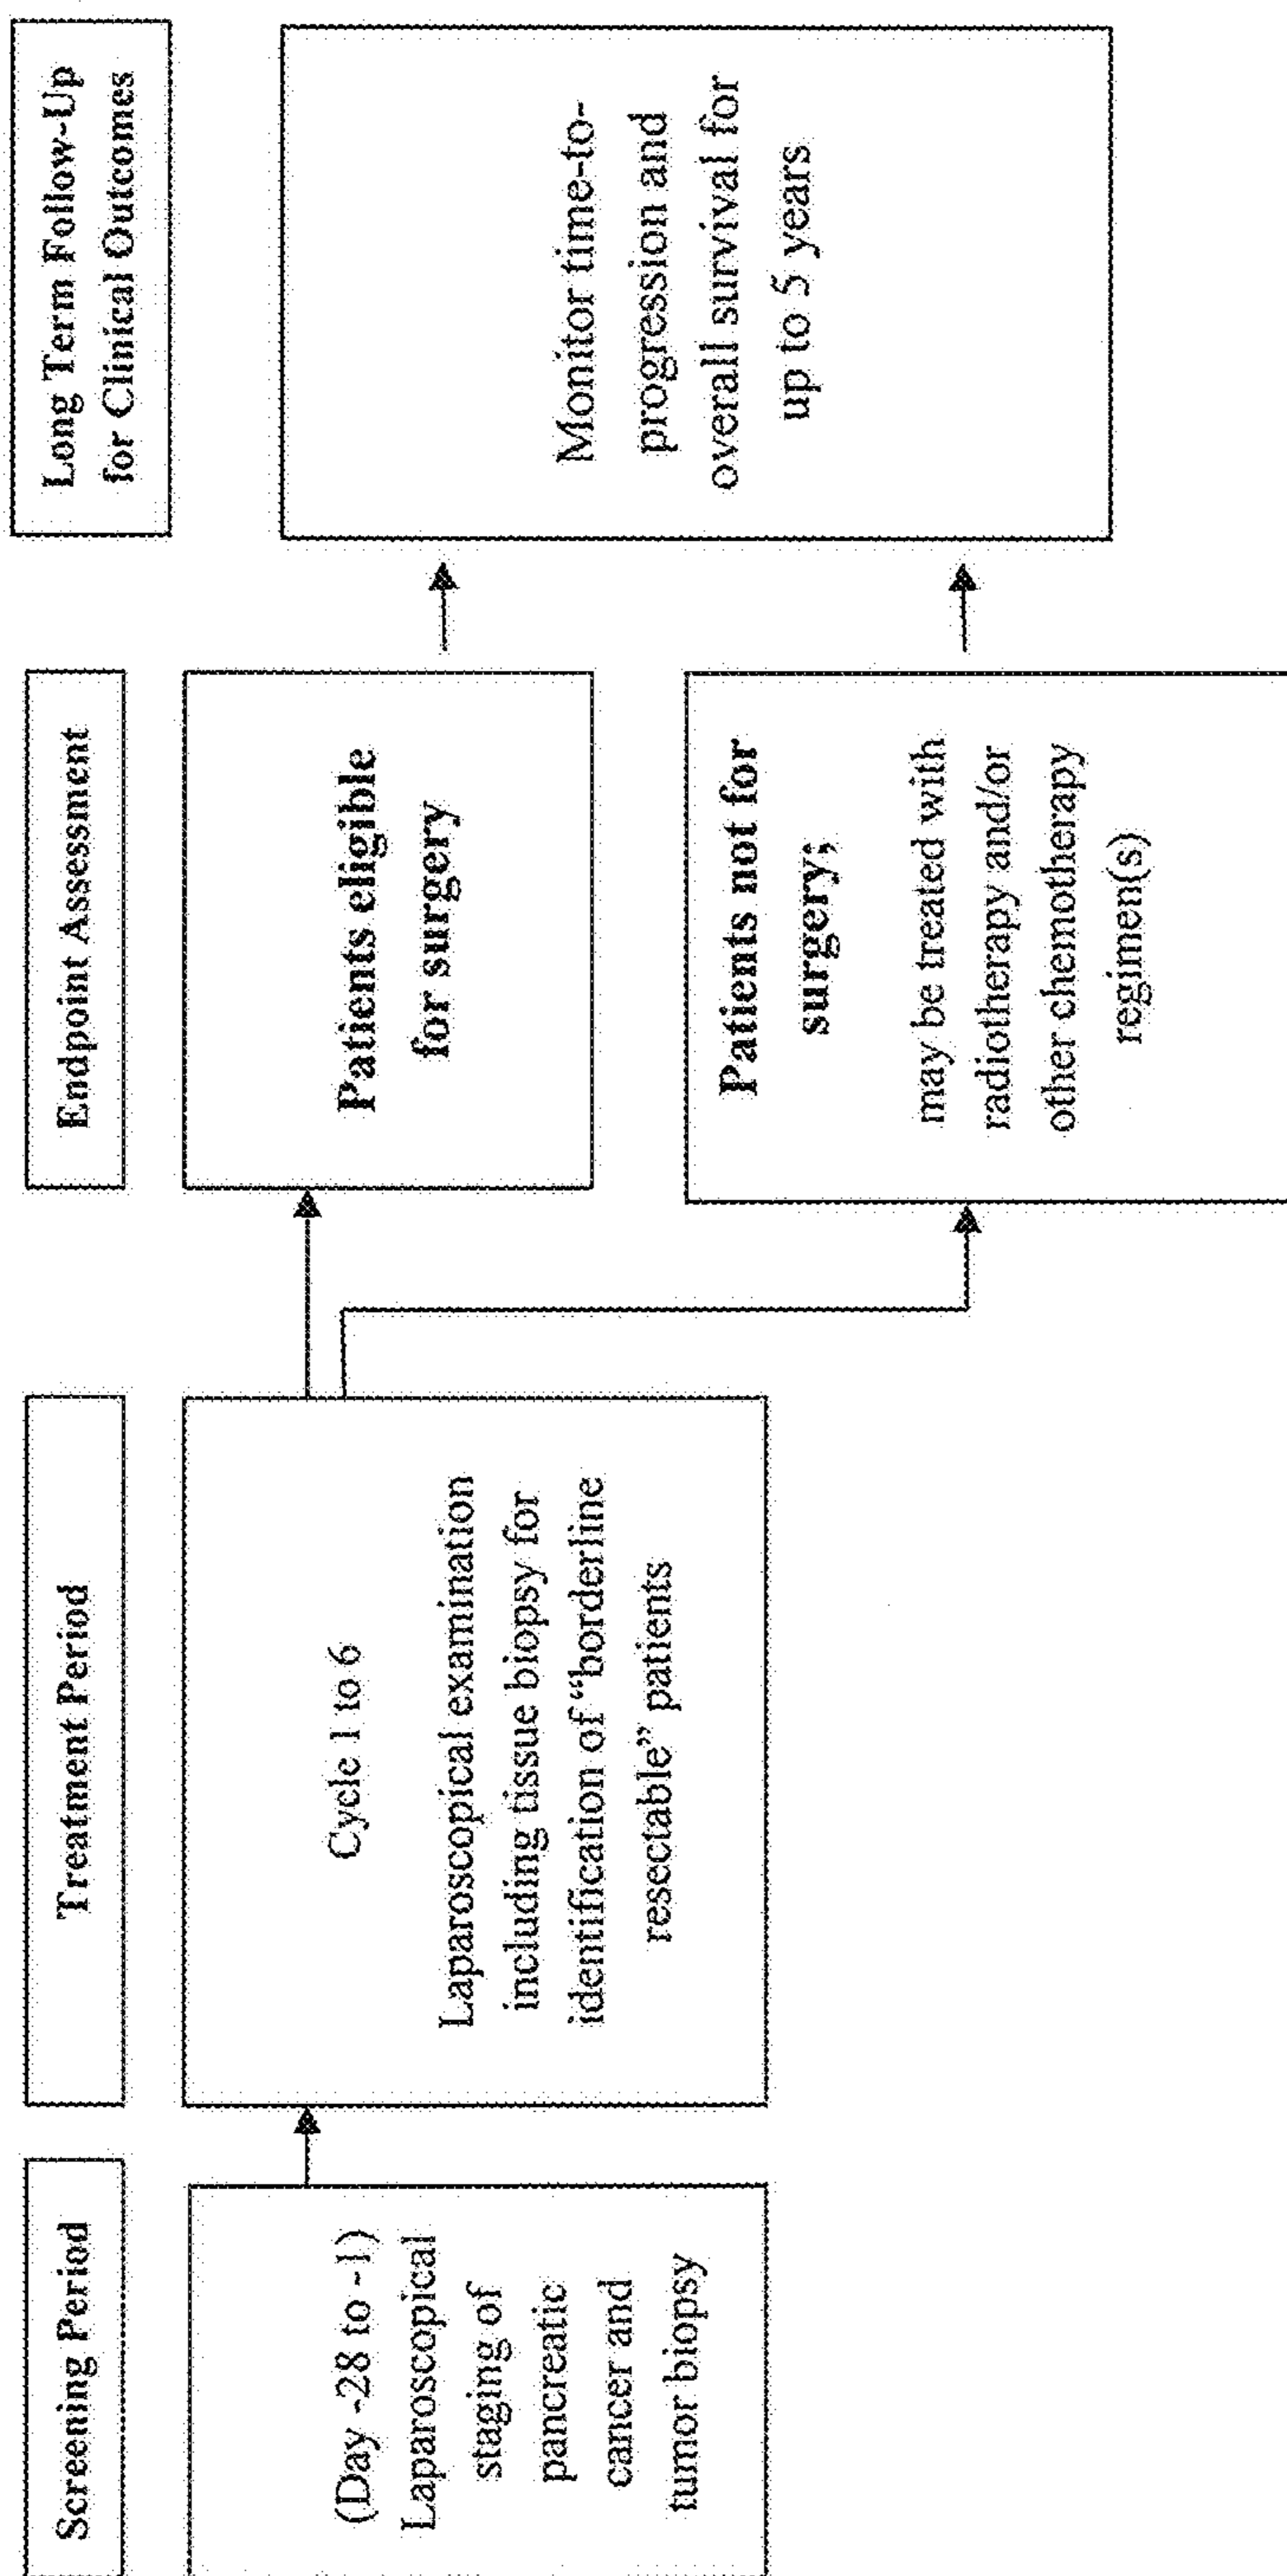 Screening Period
(Day -28 to -1)
Laparoscopical
staging of
pancreatic
cancer and
tumor biopsy
Treatment Period
Cycle 1 to 6
Laparoscopical examination
including tissue biopsy for
identification of “borderline
resectable” patients
Endpoint Assessment
Patients eligible
for surgery
Patients not for
surgery;
may be treated with
radiotherapy and/or
other chemotherapy
regimen(s)
Long Term Follow-Up
for Clinical Outcomes
Monitor time-to-
progression and
overall survival for
up to 5 years